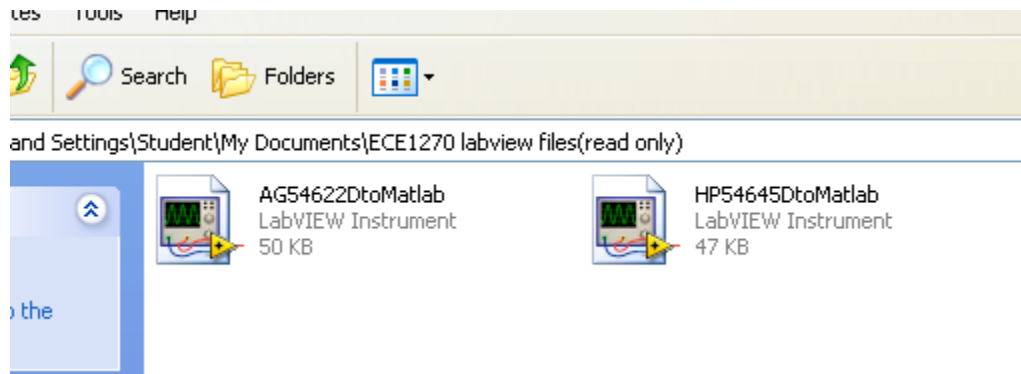 Tools Help
Search Folders
and Settings\Student\My Documents\ECE1270 labview files(read only)
AG54622DtoMatlab
LabVIEW Instrument
50 KB
HP54645DtoMatlab
LabVIEW Instrument
47 KB
the